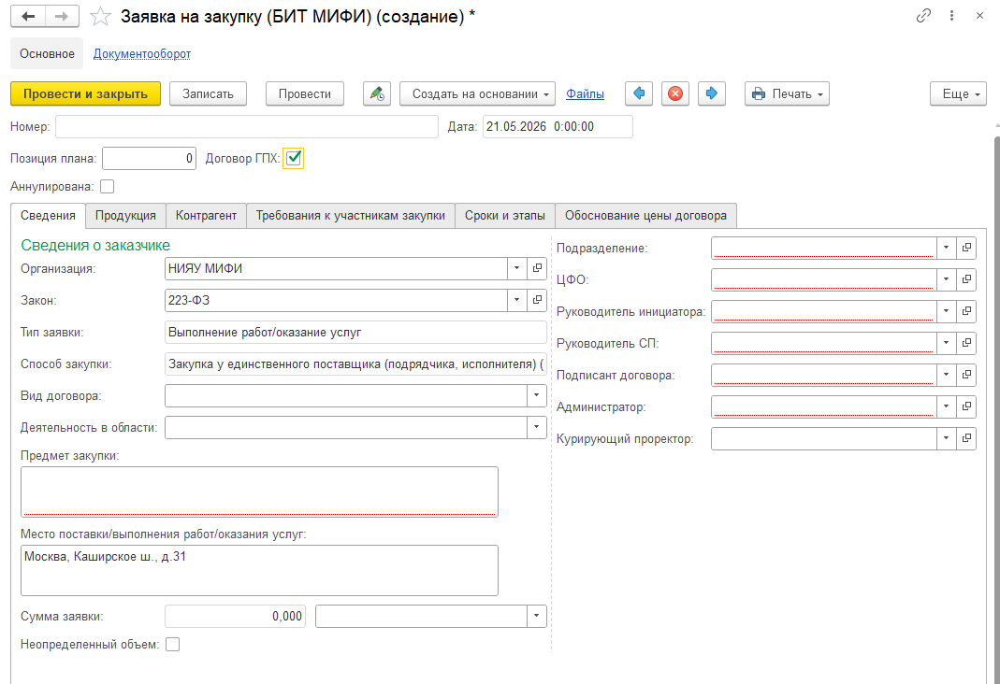 Заявка на закупку (БИТ МИФИ) (создание) *
Основное Документооборот
Провести и закрыть Записать Провести Создать на основании Файлы Печать Еще
Номер: Дата: 21.05.2026 0:00:00
Позиция плана: 0 Договор ГПХ:
Аннулирована:
Сведения Продукция Контрагент Требования к участникам закупки Сроки и этапы Обоснование цены договора
Сведения о заказчике
Организация: НИЯУ МИФИ
Закон: 223-ФЗ
Тип заявки: Выполнение работ/оказание услуг
Способ закупки: Закупка у единственного поставщика (подрядчика, исполнителя) (
Вид договора:
Деятельность в области:
Предмет закупки:
Место поставки/выполнения работ/оказания услуг:
Москва, Каширское ш., д.31
Сумма заявки: 0,000
Неопределенный объем:
Подразделение:
ЦФО:
Руководитель инициатора:
Руководитель СП:
Подписант договора:
Администратор:
Курирующий проректор: